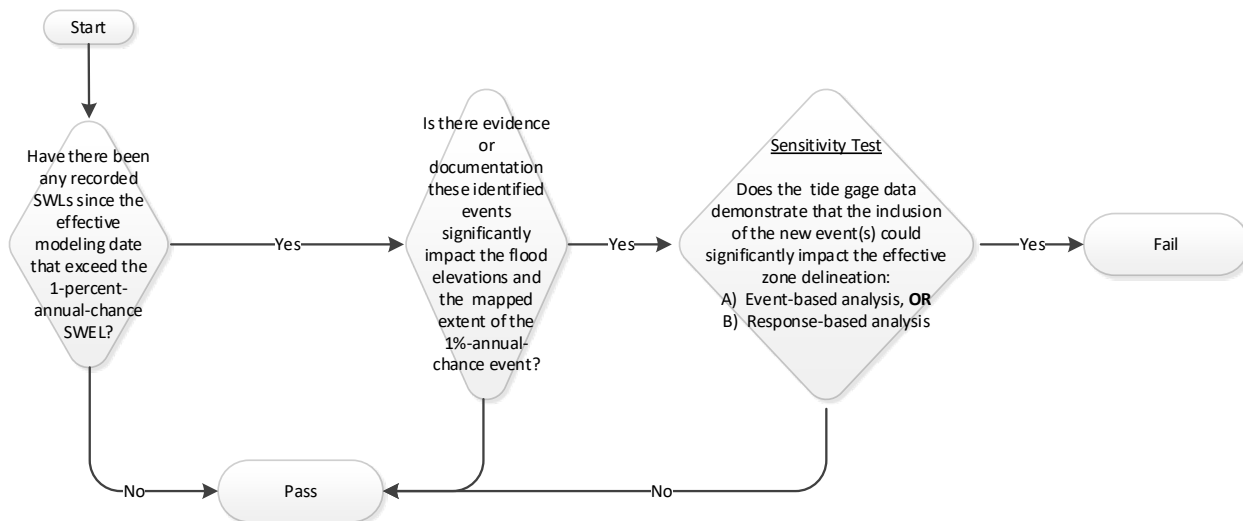 Start
Have there been
any recorded
SWLs since the
effective
modeling date
that exceed the
1-percent-
annual-chance
SWEL?
Yes
Is there evidence
or
documentation
these identified
events
significantly
impact the flood
elevations and
the mapped
extent of the
1%-annual-
chance event?
Yes
Sensitivity Test
Does the tide gage data
demonstrate that the inclusion
of the new event(s) could
significantly impact the effective
zone delineation:
A) Event-based analysis, OR
B) Response-based analysis
Yes
Fail
No
Pass
No